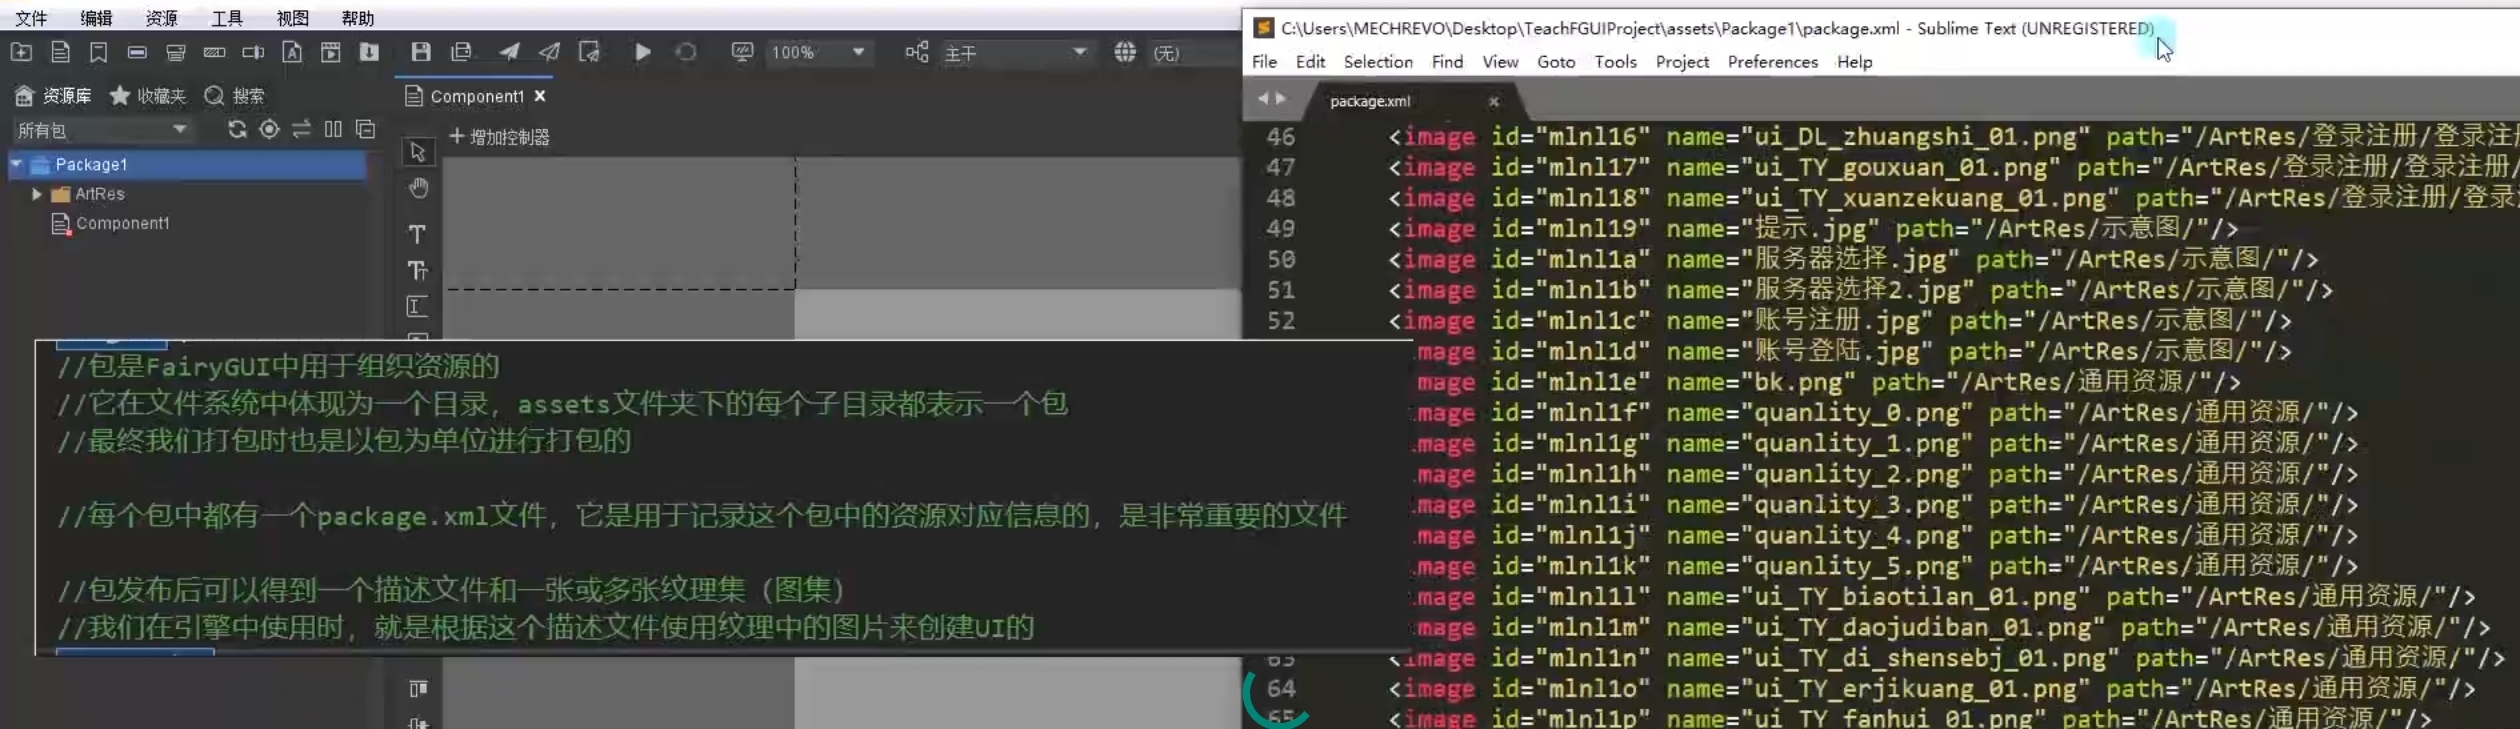 文件 编辑 资源 工具 视图 帮助
100% 主干 (无)
资源库 收藏夹 搜索
Component1
所有包
增加控制器
Package1
ArtRes
Component1
//包是FairyGUI中用于组织资源的
//它在文件系统中体现为一个目录，assets文件夹下的每个子目录都表示一个包
//最终我们打包时也是以包为单位进行打包的
//每个包中都有一个package.xml文件，它是用于记录这个包中的资源对应信息的，是非常重要的文件
//包发布后可以得到一个描述文件和一张或多张纹理集（图集）
//我们在引擎中使用时，就是根据这个描述文件使用纹理中的图片来创建UI的
C:\Users\MECHREVO\Desktop\TeachFGUIProject\assets\Package1\package.xml - Sublime Text (UNREGISTERED)
File Edit Selection Find View Goto Tools Project Preferences Help
package.xml
46 <image id="mlnl16" name="ui_DL_zhuangshi_01.png" path="/ArtRes/登录注册/登录注
47 <image id="mlnl17" name="ui_TY_gouxuan_01.png" path="/ArtRes/登录注册/登录注册/
48 <image id="mlnl18" name="ui_TY_xuanzekuang_01.png" path="/ArtRes/登录注册/登录
49 <image id="mlnl19" name="提示.jpg" path="/ArtRes/示意图/"/>
50 <image id="mlnl1a" name="服务器选择.jpg" path="/ArtRes/示意图/"/>
51 <image id="mlnl1b" name="服务器选择2.jpg" path="/ArtRes/示意图/"/>
52 <image id="mlnl1c" name="账号注册.jpg" path="/ArtRes/示意图/"/>
mage id="mlnl1d" name="账号登陆.jpg" path="/ArtRes/示意图/"/>
mage id="mlnl1e" name="bk.png" path="/ArtRes/通用资源/"/>
mage id="mlnl1f" name="quanlity_0.png" path="/ArtRes/通用资源/"/>
mage id="mlnl1g" name="quanlity_1.png" path="/ArtRes/通用资源/"/>
mage id="mlnl1h" name="quanlity_2.png" path="/ArtRes/通用资源/"/>
mage id="mlnl1i" name="quanlity_3.png" path="/ArtRes/通用资源/"/>
mage id="mlnl1j" name="quanlity_4.png" path="/ArtRes/通用资源/"/>
mage id="mlnl1k" name="quanlity_5.png" path="/ArtRes/通用资源/"/>
mage id="mlnl1l" name="ui_TY_biaotilan_01.png" path="/ArtRes/通用资源/"/>
mage id="mlnl1m" name="ui_TY_daojudiban_01.png" path="/ArtRes/通用资源/"/>
63 <image id="mlnl1n" name="ui_TY_di_shensebj_01.png" path="/ArtRes/通用资源/"/>
64 <image id="mlnl1o" name="ui_TY_erjikuang_01.png" path="/ArtRes/通用资源/"/>
65 <image id="mlnl1p" name="ui_TY_fanhui_01.png" path="/ArtRes/通用资源/"/>